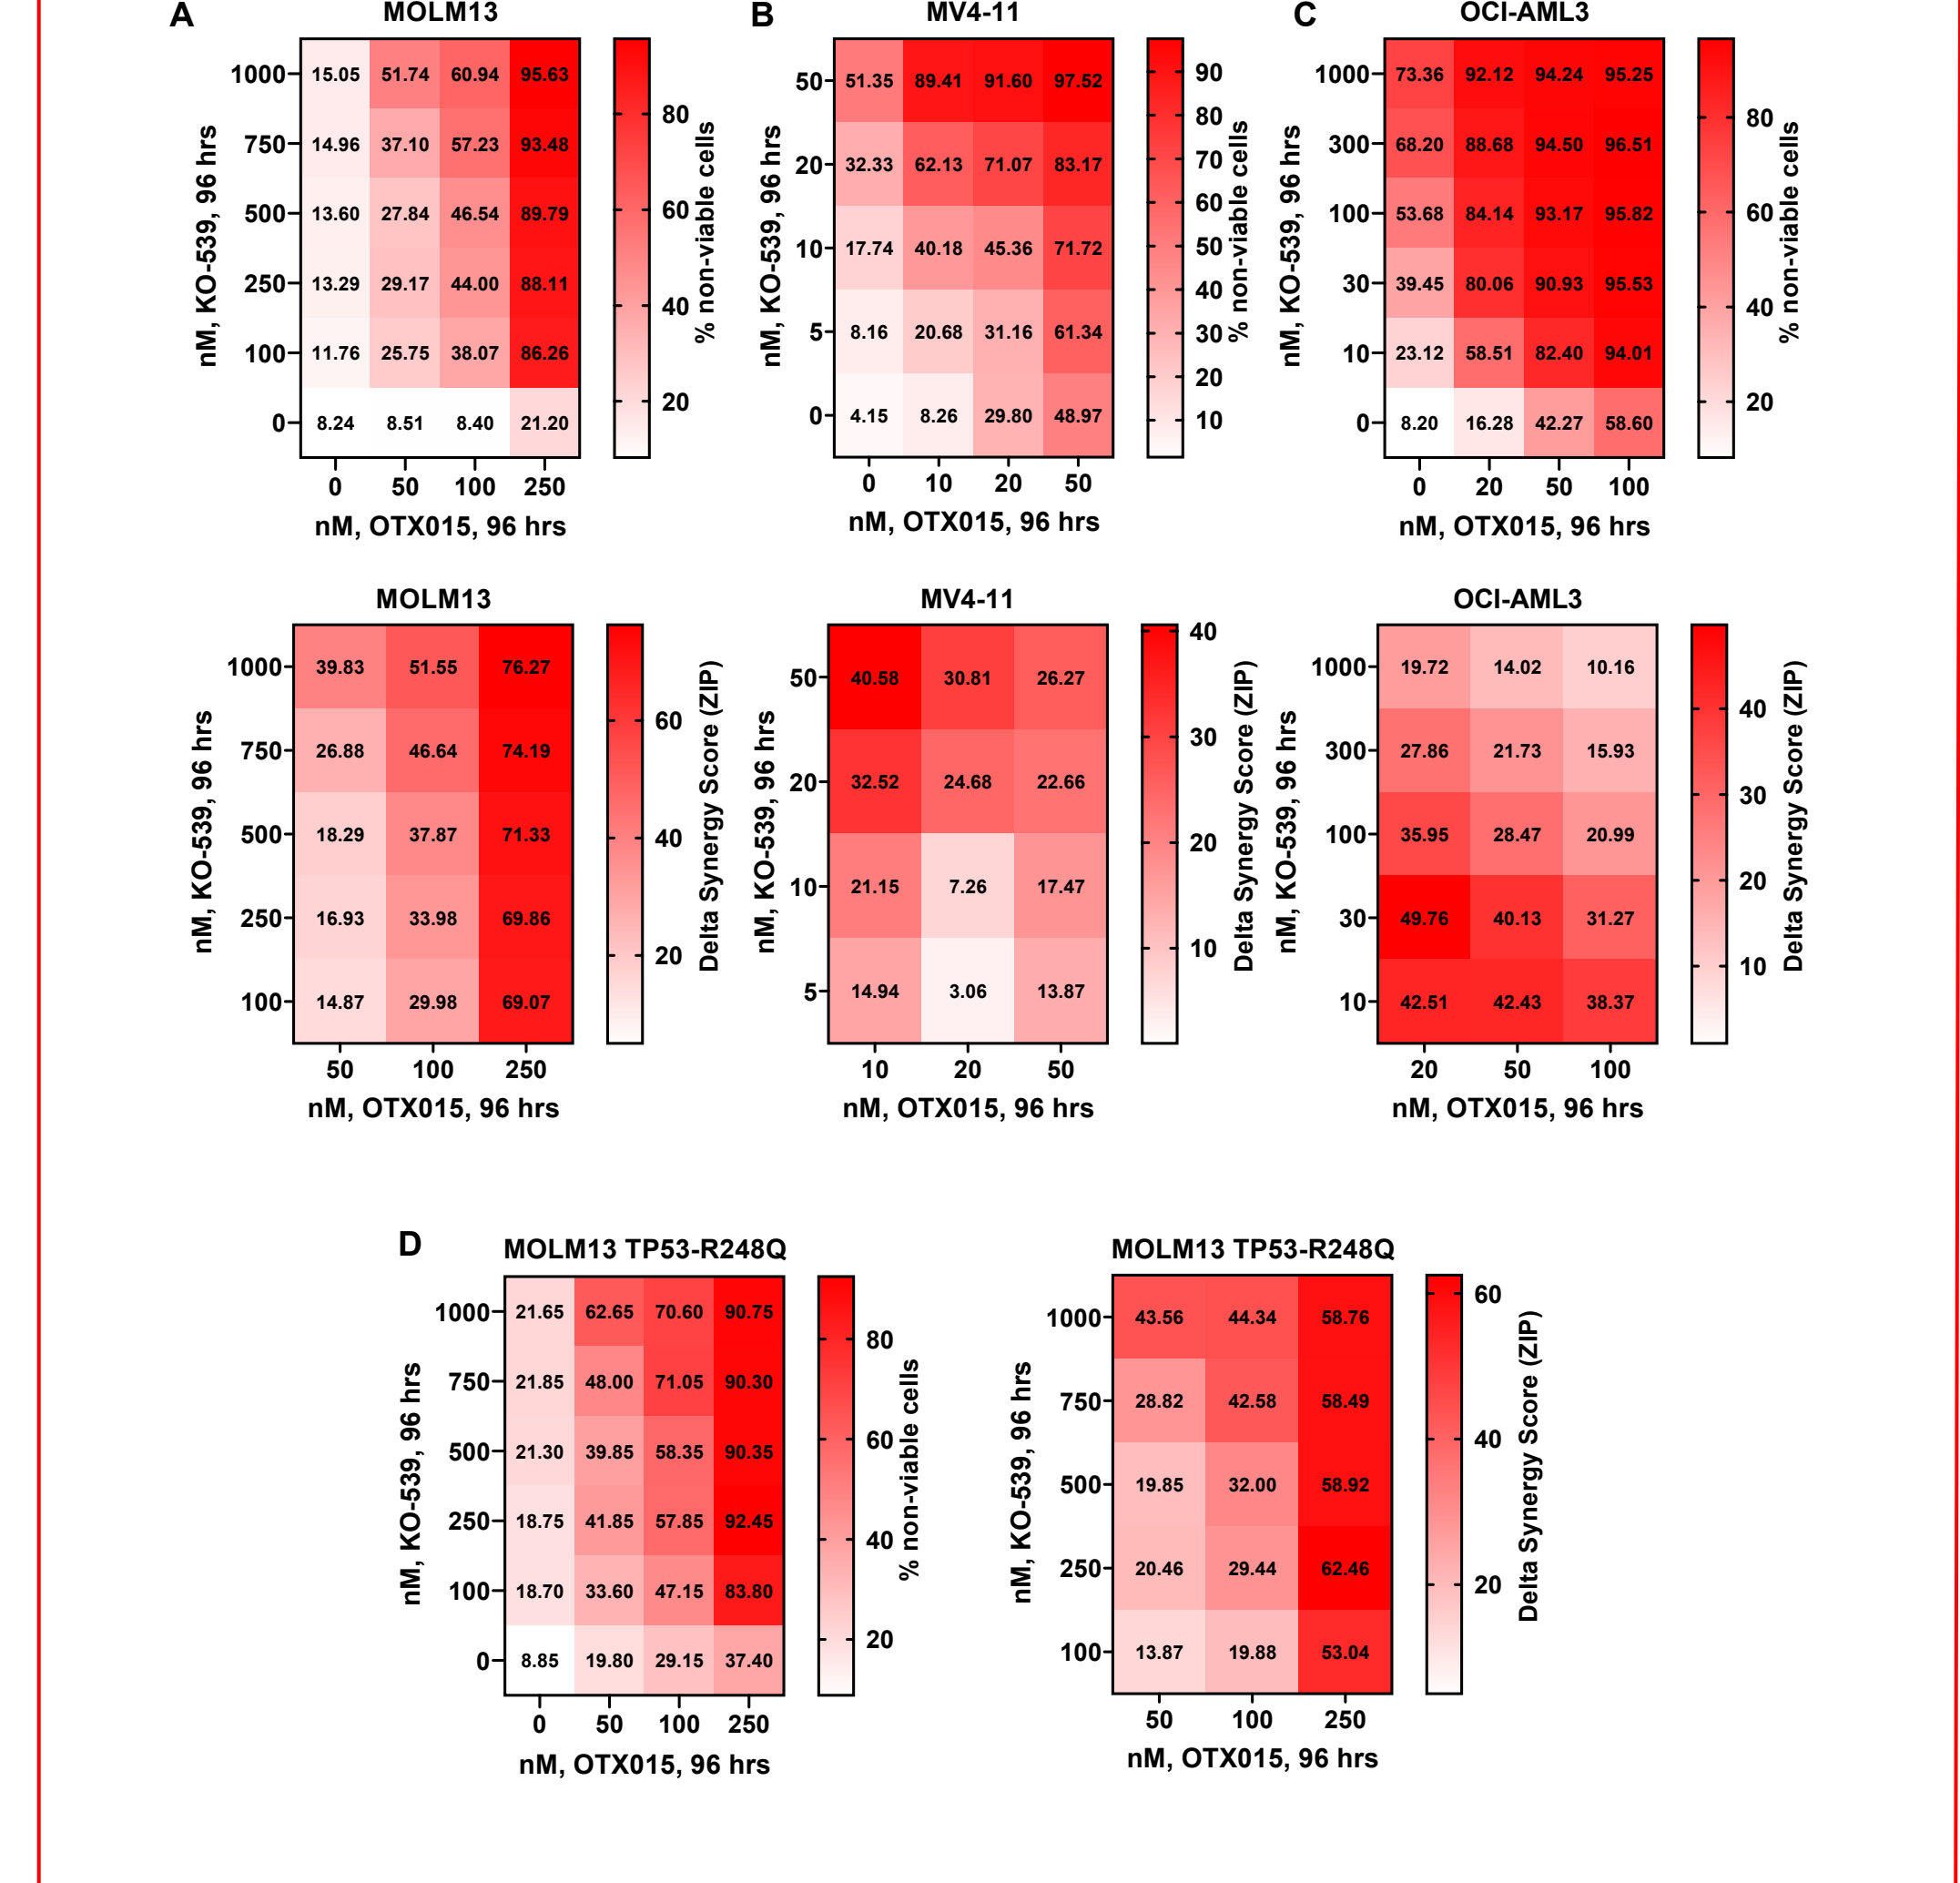 A
MOLM13
nM, KO-539, 96 hrs
1000 15.05 51.74 60.94 95.63
750 14.96 37.10 57.23 93.48
500 13.60 27.84 46.54 89.79
250 13.29 29.17 44.00 88.11
100 11.76 25.75 38.07 86.26
0 8.24 8.51 8.40 21.20
0 50 100 250
nM, OTX015, 96 hrs
80
60
40
20
% non-viable cells
B
MV4-11
nM, KO-539, 96 hrs
50 51.35 89.41 91.60 97.52
20 32.33 62.13 71.07 83.17
10 17.74 40.18 45.36 71.72
5 8.16 20.68 31.16 61.34
0 4.15 8.26 29.80 48.97
0 10 20 50
nM, OTX015, 96 hrs
90
80
70
60
50
40
30
20
10
% non-viable cells
C
OCI-AML3
nM, KO-539, 96 hrs
1000 73.36 92.12 94.24 95.25
300 68.20 88.68 94.50 96.51
100 53.68 84.14 93.17 95.82
30 39.45 80.06 90.93 95.53
10 23.12 58.51 82.40 94.01
0 8.20 16.28 42.27 58.60
0 20 50 100
nM, OTX015, 96 hrs
80
60
40
20
% non-viable cells
MOLM13
nM, KO-539, 96 hrs
1000 39.83 51.55 76.27
750 26.88 46.64 74.19
500 18.29 37.87 71.33
250 16.93 33.98 69.86
100 14.87 29.98 69.07
50 100 250
nM, OTX015, 96 hrs
60
40
20
Delta Synergy Score (ZIP)
MV4-11
nM, KO-539, 96 hrs
50 40.58 30.81 26.27
20 32.52 24.68 22.66
10 21.15 7.26 17.47
5 14.94 3.06 13.87
10 20 50
nM, OTX015, 96 hrs
40
30
20
10
Delta Synergy Score (ZIP)
OCI-AML3
nM, KO-539, 96 hrs
1000 19.72 14.02 10.16
300 27.86 21.73 15.93
100 35.95 28.47 20.99
30 49.76 40.13 31.27
10 42.51 42.43 38.37
20 50 100
nM, OTX015, 96 hrs
40
30
20
10
Delta Synergy Score (ZIP)
D
MOLM13 TP53-R248Q
nM, KO-539, 96 hrs
1000 21.65 62.65 70.60 90.75
750 21.85 48.00 71.05 90.30
500 21.30 39.85 58.35 90.35
250 18.75 41.85 57.85 92.45
100 18.70 33.60 47.15 83.80
0 8.85 19.80 29.15 37.40
0 50 100 250
nM, OTX015, 96 hrs
80
60
40
20
% non-viable cells
MOLM13 TP53-R248Q
nM, KO-539, 96 hrs
1000 43.56 44.34 58.76
750 28.82 42.58 58.49
500 19.85 32.00 58.92
250 20.46 29.44 62.46
100 13.87 19.88 53.04
50 100 250
nM, OTX015, 96 hrs
60
40
20
Delta Synergy Score (ZIP)